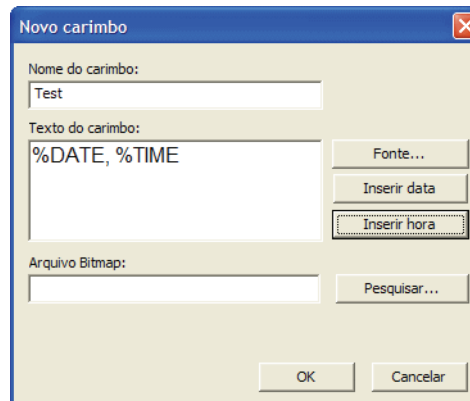 Novo carimbo
Nome do carimbo:
Test
Texto do carimbo:
%DATE, %TIME
Fonte...
Inserir data
Inserir hora
Arquivo Bitmap:
Pesquisar...
OK
Cancelar